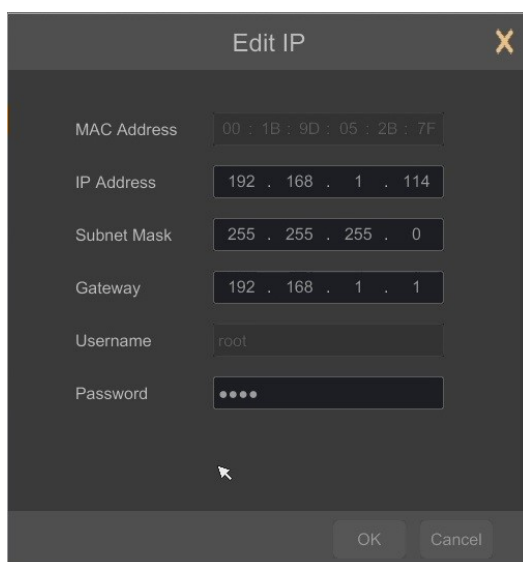 Edit IP X
MAC Address 00 : 1B : 9D : 05 : 2B : 7F
IP Address 192 . 168 . 1 . 114
Subnet Mask 255 . 255 . 255 . 0
Gateway 192 . 168 . 1 . 1
Username root
Password ••••
OK Cancel